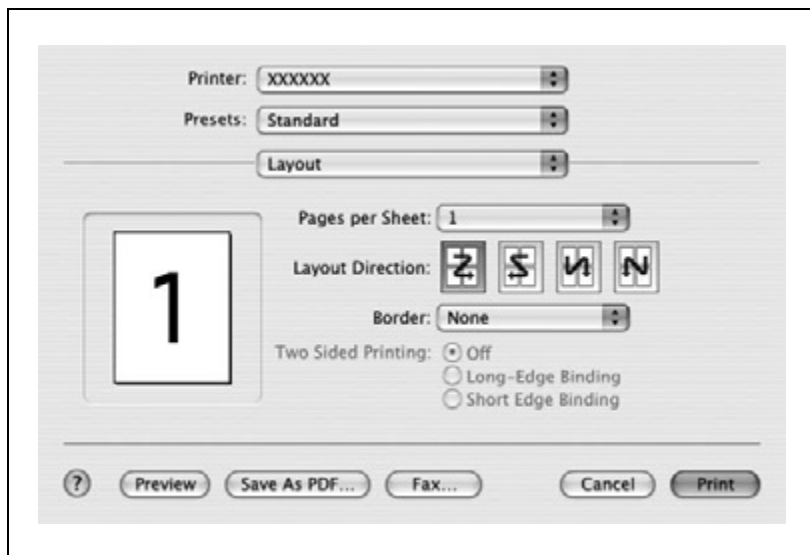 Printer: XXXXXX
Presets: Standard
Layout
Pages per Sheet: 1
Layout Direction:
1
Border: None
Two Sided Printing: Off
Long-Edge Binding
Short Edge Binding
? Preview Save As PDF... Fax... Cancel Print